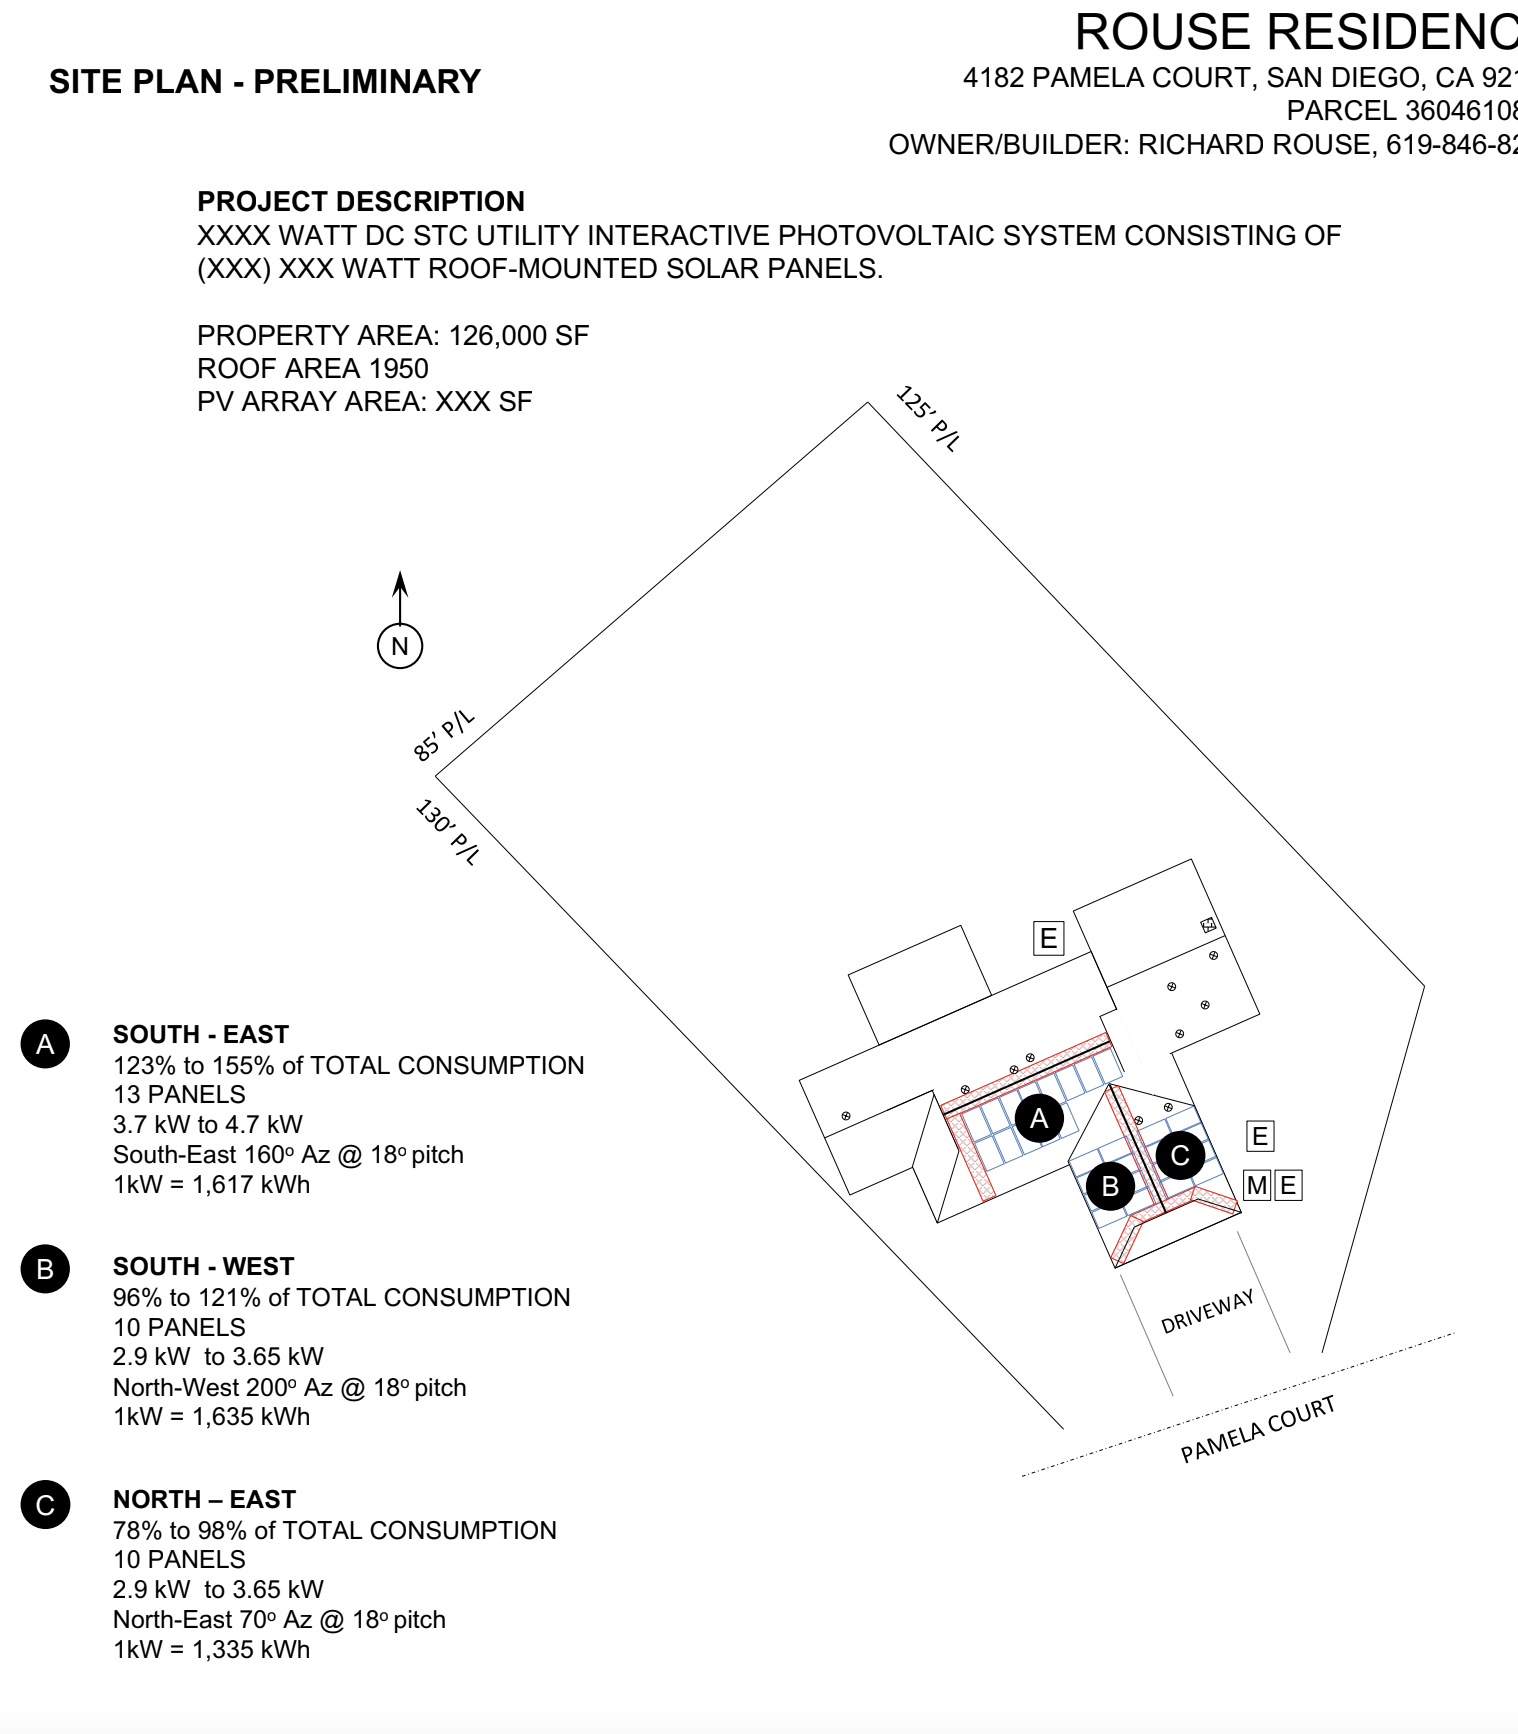 ROUSE RESIDENC
SITE PLAN - PRELIMINARY
4182 PAMELA COURT, SAN DIEGO, CA 921
PARCEL 36046108
OWNER/BUILDER: RICHARD ROUSE, 619-846-82
PROJECT DESCRIPTION
XXXX WATT DC STC UTILITY INTERACTIVE PHOTOVOLTAIC SYSTEM CONSISTING OF
(XXX) XXX WATT ROOF-MOUNTED SOLAR PANELS.
PROPERTY AREA: 126,000 SF
ROOF AREA 1950
PV ARRAY AREA: XXX SF
125' P/L
N
85' P/L
130' P/L
E
A
B
C
E
M E
DRIVEWAY
PAMELA COURT
A
SOUTH - EAST
123% to 155% of TOTAL CONSUMPTION
13 PANELS
3.7 kW to 4.7 kW
South-East 160º Az @ 18º pitch
1kW = 1,617 kWh
B
SOUTH - WEST
96% to 121% of TOTAL CONSUMPTION
10 PANELS
2.9 kW to 3.65 kW
North-West 200º Az @ 18º pitch
1kW = 1,635 kWh
C
NORTH – EAST
78% to 98% of TOTAL CONSUMPTION
10 PANELS
2.9 kW to 3.65 kW
North-East 70º Az @ 18º pitch
1kW = 1,335 kWh